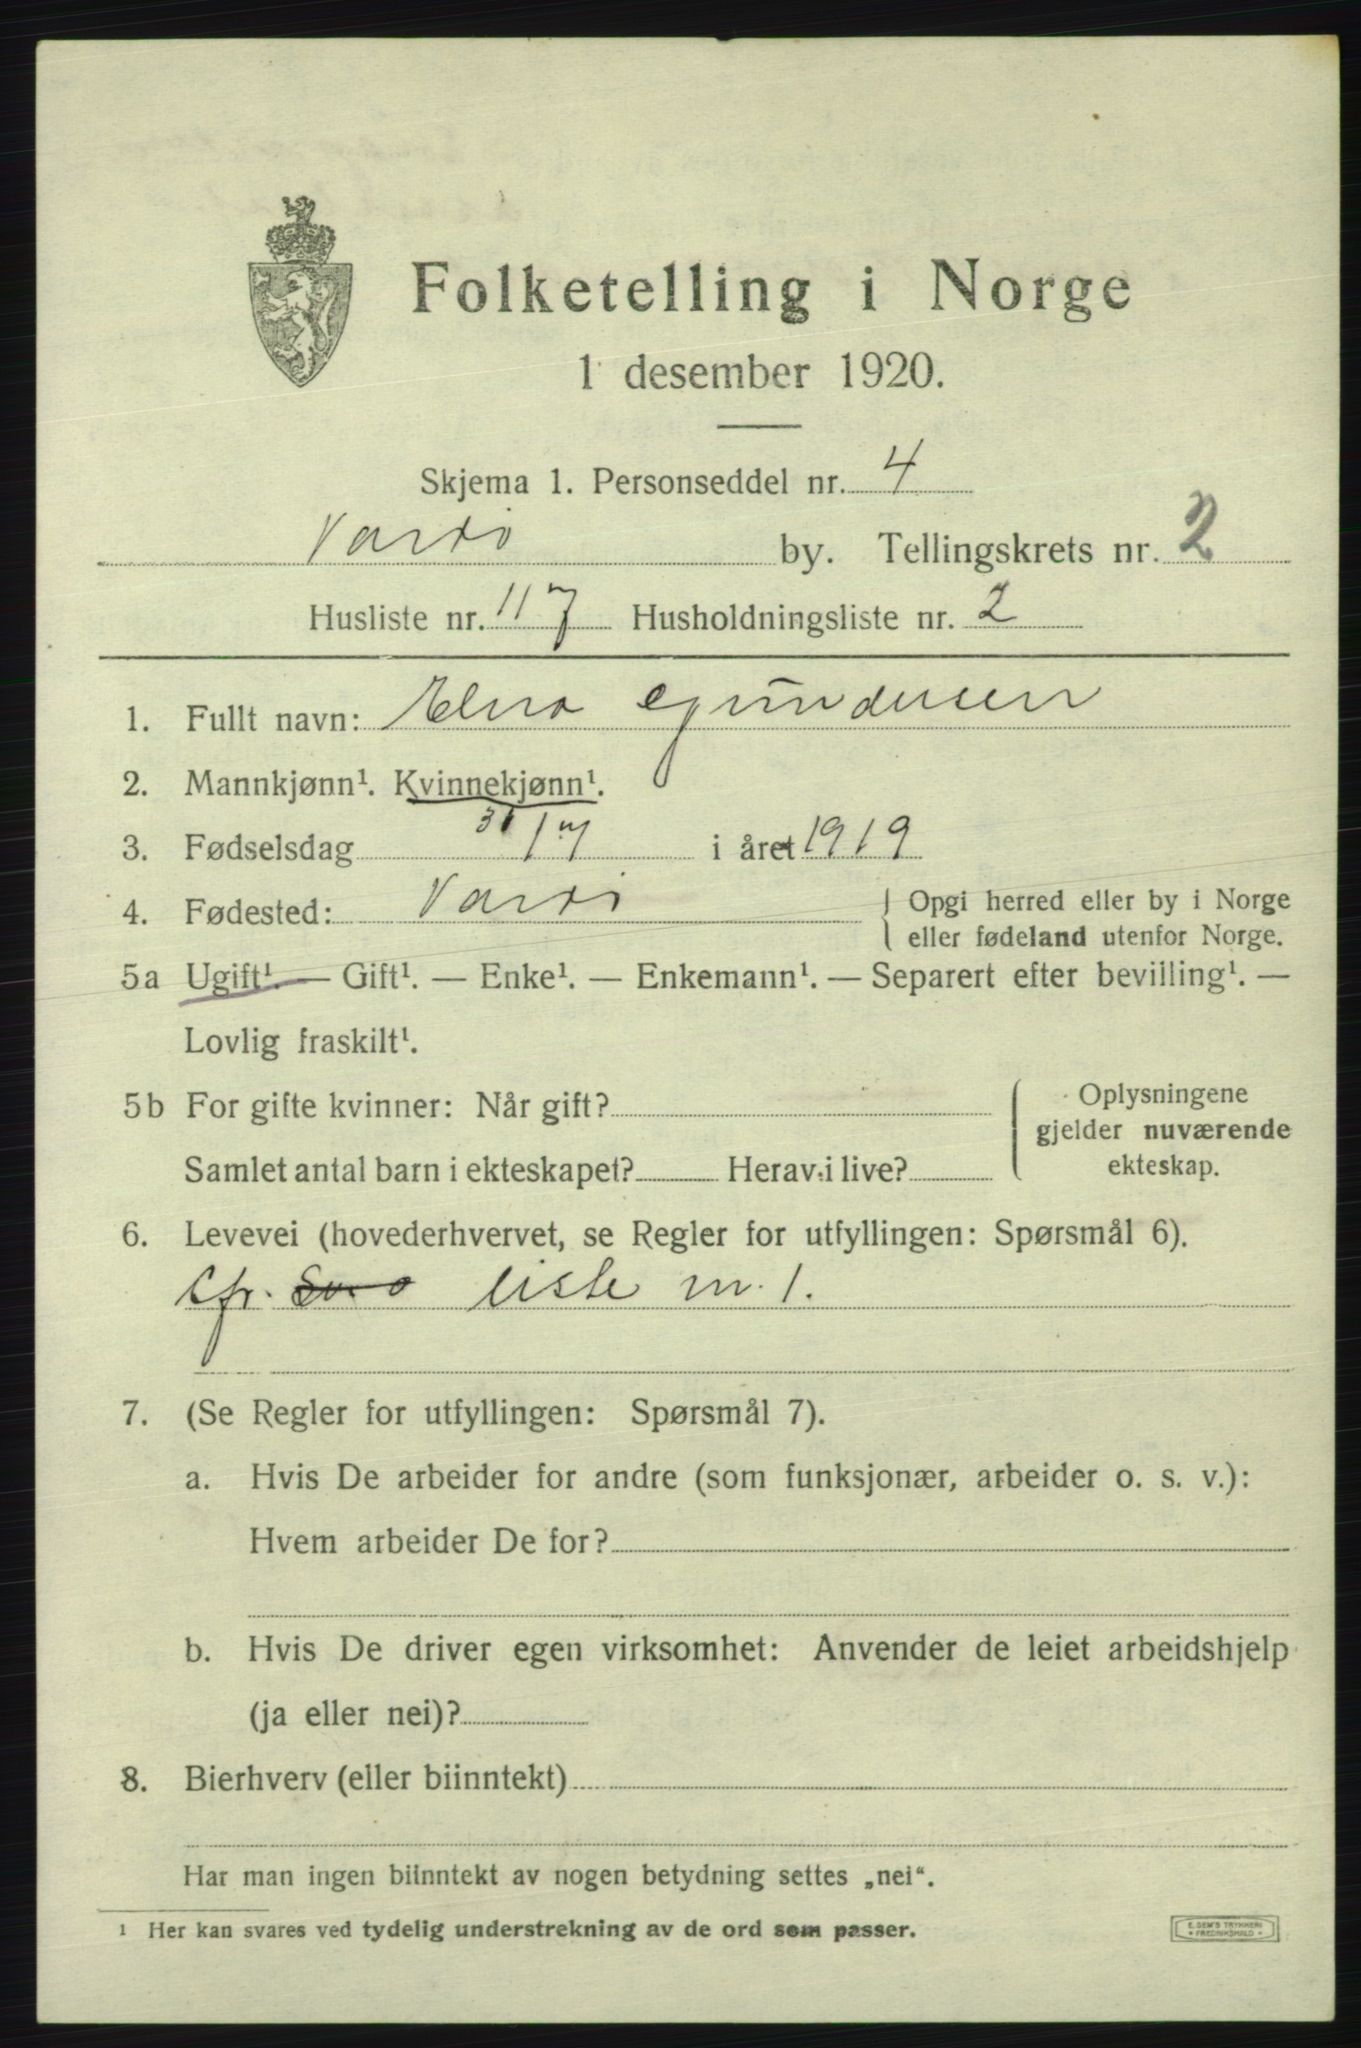 Folketelling i Norge
1 desember 1920.
Skjema 1. Personseddel nr. 4
Vardö by. Tellingskrets nr. 2
Husliste nr. 117 Husholdningsliste nr. 2
1. Fullt navn: Elna Gundersen
2. Mannkjønn¹. Kvinnekjønn¹.
3. Fødselsdag 31/7 i året 1919
4. Fødested: Vardö { Opgi herred eller by i Norge
eller fødeland utenfor Norge.
5a Ugift¹. — Gift¹. — Enke¹. — Enkemann¹. — Separert efter bevilling¹. —
Lovlig fraskilt¹.
5b For gifte kvinner: Når gift? { Oplysningene
gjelder nuværende
Samlet antal barn i ekteskapet? Herav i live? ekteskap.
6. Levevei (hovederhvervet, se Regler for utfyllingen: Spørsmål 6).
Cfr. liste nr. 1.
7. (Se Regler for utfyllingen: Spørsmål 7).
a. Hvis De arbeider for andre (som funksjonær, arbeider o. s. v.):
Hvem arbeider De for?
b. Hvis De driver egen virksomhet: Anvender de leiet arbeidshjelp
(ja eller nei)?
8. Bierhverv (eller biinntekt)
Har man ingen biinntekt av nogen betydning settes „nei“.
¹ Her kan svares ved tydelig understrekning av de ord som passer.
E. SEM'S TRYKKERI
* FREDRIKSHALD *